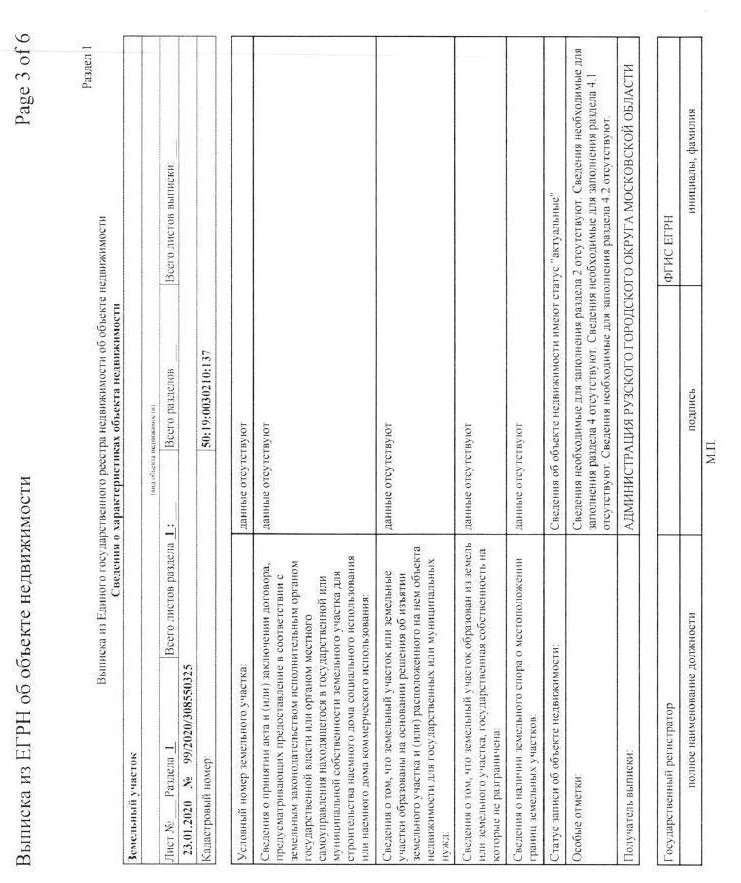 Выписка из ЕГРН об объекте недвижимости
Page 3 of 6
Раздел 1
Выписка из Единого государственного реестра недвижимости об объекте недвижимости
Сведения о характеристиках объекта недвижимости
Земельный участок
(вид объекта недвижимости)
Лист № ___ Раздела 1 Всего листов раздела 1 : ___ Всего разделов: ___ Всего листов выписки: ___
23.01.2020 № 99/2020/308550325
Кадастровый номер: 50:19:0030210:137
Условный номер земельного участка: данные отсутствуют
Сведения о принятии акта и (или) заключении договора, данные отсутствуют
предусматривающих предоставление в соответствии с
земельным законодательством исполнительным органом
государственной власти или органом местного
самоуправления находящегося в государственной или
муниципальной собственности земельного участка для
строительства наемного дома социального использования
или наемного дома коммерческого использования:
Сведения о том, что земельный участок или земельные данные отсутствуют
участки образованы на основании решения об изъятии
земельного участка и (или) расположенного на нем объекта
недвижимости для государственных или муниципальных
нужд:
Сведения о том, что земельный участок образован из земель данные отсутствуют
или земельного участка, государственная собственность на
которые не разграничена:
Сведения о наличии земельного спора о местоположении данные отсутствуют
границ земельных участков:
Статус записи об объекте недвижимости: Сведения об объекте недвижимости имеют статус "актуальные"
Особые отметки: Сведения необходимые для заполнения раздела 2 отсутствуют. Сведения необходимые для
заполнения раздела 4 отсутствуют. Сведения необходимые для заполнения раздела 4.1
отсутствуют. Сведения необходимые для заполнения раздела 4.2 отсутствуют.
Получатель выписки: АДМИНИСТРАЦИЯ РУЗСКОГО ГОРОДСКОГО ОКРУГА МОСКОВСКОЙ ОБЛАСТИ
Государственный регистратор ФГИС ЕГРН
полное наименование должности подпись инициалы, фамилия
М.П.